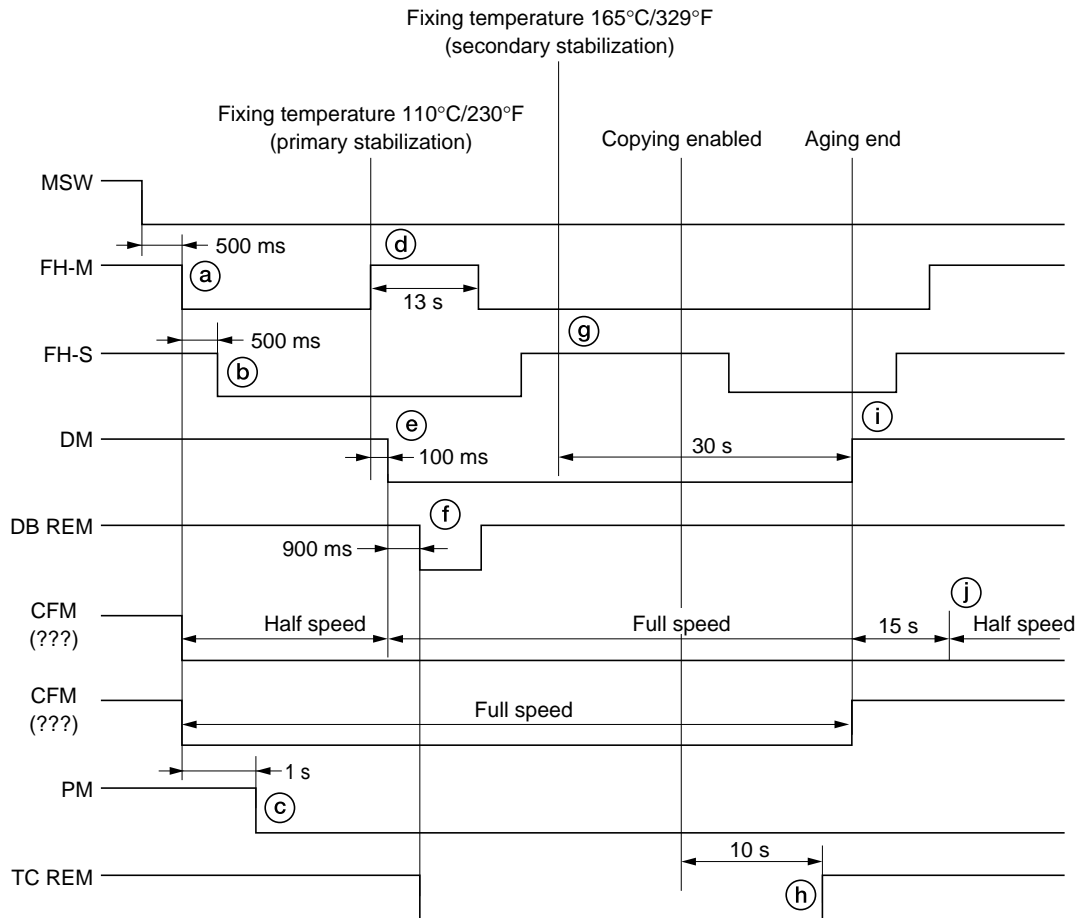 Fixing temperature 165°C/329°F
(secondary stabilization)
Fixing temperature 110°C/230°F
(primary stabilization)
Copying enabled
Aging end
MSW
500 ms
d
FH-M
a
13 s
500 ms
g
FH-S
b
e
i
DM
100 ms
30 s
f
DB REM
900 ms
j
CFM
(???)
Half speed
Full speed
15 s
Half speed
CFM
(???)
Full speed
1 s
PM
c
10 s
TC REM
h